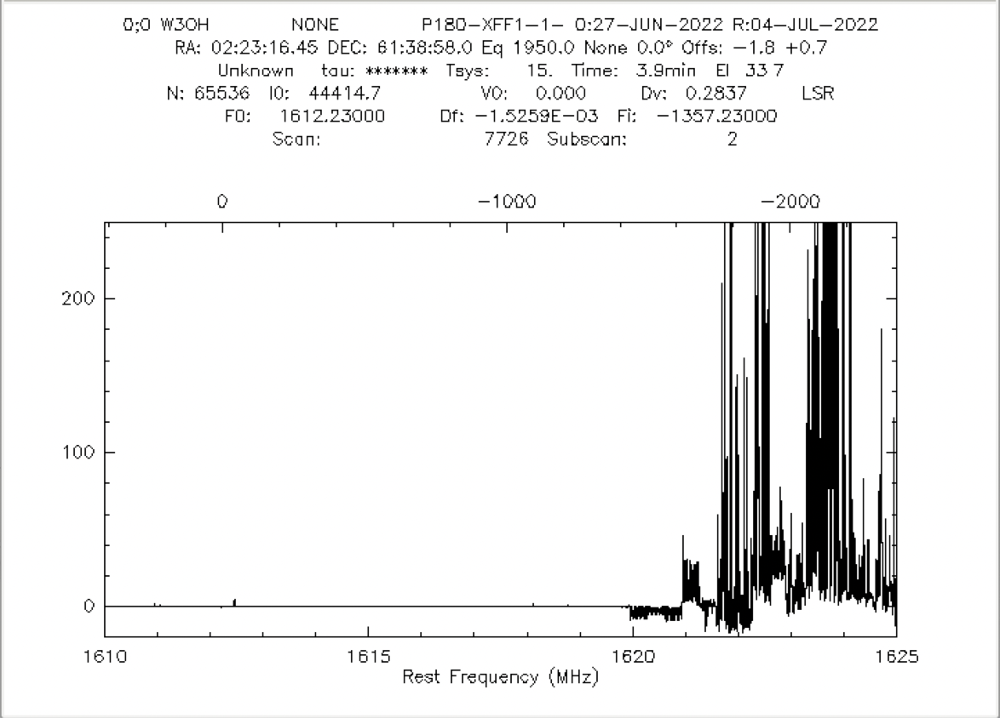 0;0 W3OH NONE P180-XFF1-1- O:27-JUN-2022 R:04-JUL-2022
RA: 02:23:16.45 DEC: 61:38:58.0 Eq 1950.0 None 0.0° Offs: -1.8 +0.7
Unknown tau: ******* Tsys: 15. Time: 3.9min El 33 7
N: 65536 I0: 44414.7 V0: 0.000 Dv: 0.2837 LSR
F0: 1612.23000 Df: -1.5259E-03 Fi: -1357.23000
Scan: 7726 Subscan: 2
0 -1000 -2000
200
100
0
1610 1615 1620 1625
Rest Frequency (MHz)